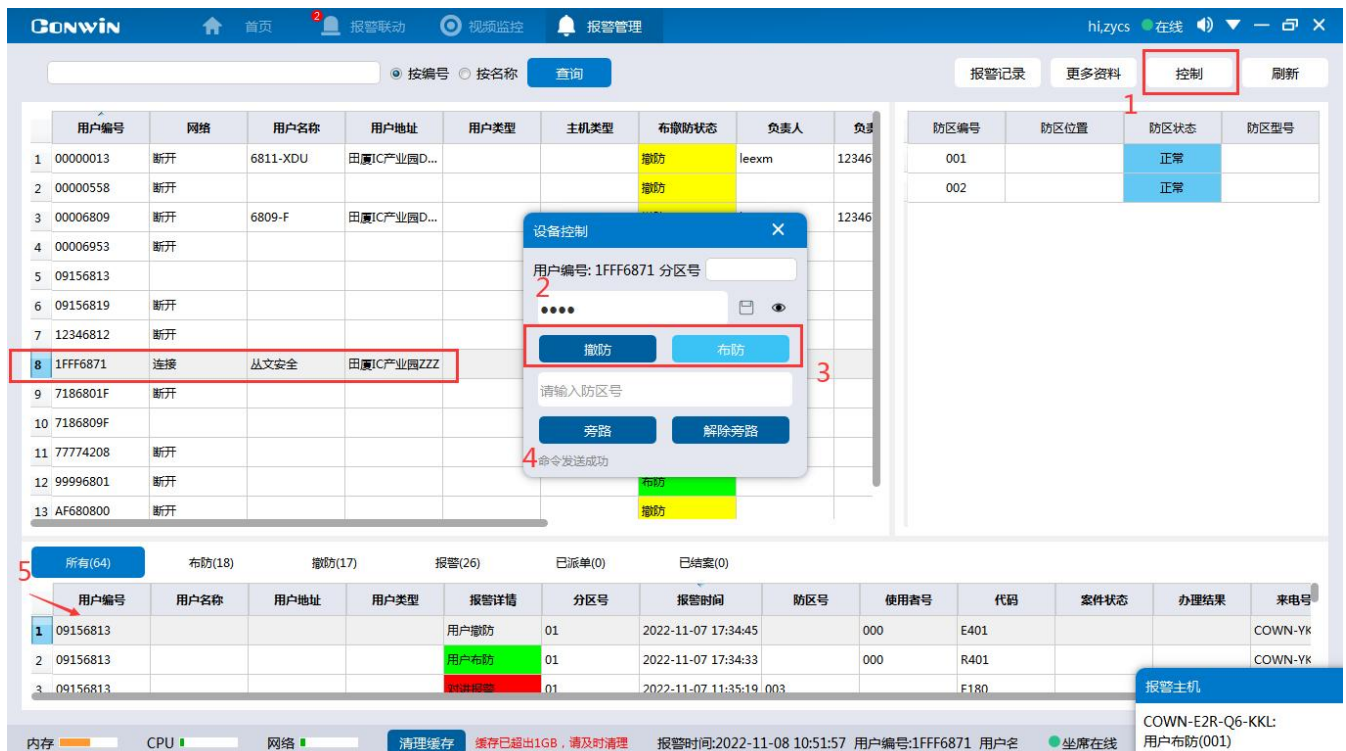 CONWIN 首页 2 报警联动 视频监控 报警管理 hi,zycs 在线
按编号 按名称 查询 报警记录 更多资料 控制 刷新
1
用户编号 网络 用户名称 用户地址 用户类型 主机类型 布撤防状态 负责人
防区编号 防区位置 防区状态 防区型号
1 00000013 断开 6811-XDU 田厦IC产业园D... 撤防 leexm 12346
001 正常
2 00000558 断开 撤防
002 正常
3 00006809 断开 6809-F 田厦IC产业园D... 12346
4 00006953 断开
5 09156813
6 09156819 断开
7 12346812 断开
8 1FFF6871 连接 丛文安全 田厦IC产业园ZZZ
9 7186801F 断开
10 7186809F
11 77774208 断开
12 99996801 断开 布防
13 AF680800 断开 撤防
设备控制
用户编号: 1FFF6871 分区号
2
••••
撤防 布防
3
请输入防区号
旁路 解除旁路
4
命令发送成功
所有(64) 布防(18) 撤防(17) 报警(26) 已派单(0) 已结案(0)
5
用户编号 用户名称 用户地址 用户类型 报警详情 分区号 报警时间 防区号 使用者号 代码 案件状态 办理结果 来电号
1 09156813 用户撤防 01 2022-11-07 17:34:45 000 E401 COWN-YK
2 09156813 用户布防 01 2022-11-07 17:34:33 000 R401 COWN-YK
3 09156813 01 2022-11-07 11:35:19 003 E180
报警主机
COWN-E2R-Q6-KKL:
用户布防(001)
内存 CPU 网络 清理缓存 缓存已超出1GB，请及时清理 报警时间:2022-11-08 10:51:57 用户编号:1FFF6871 用户名 坐席在线